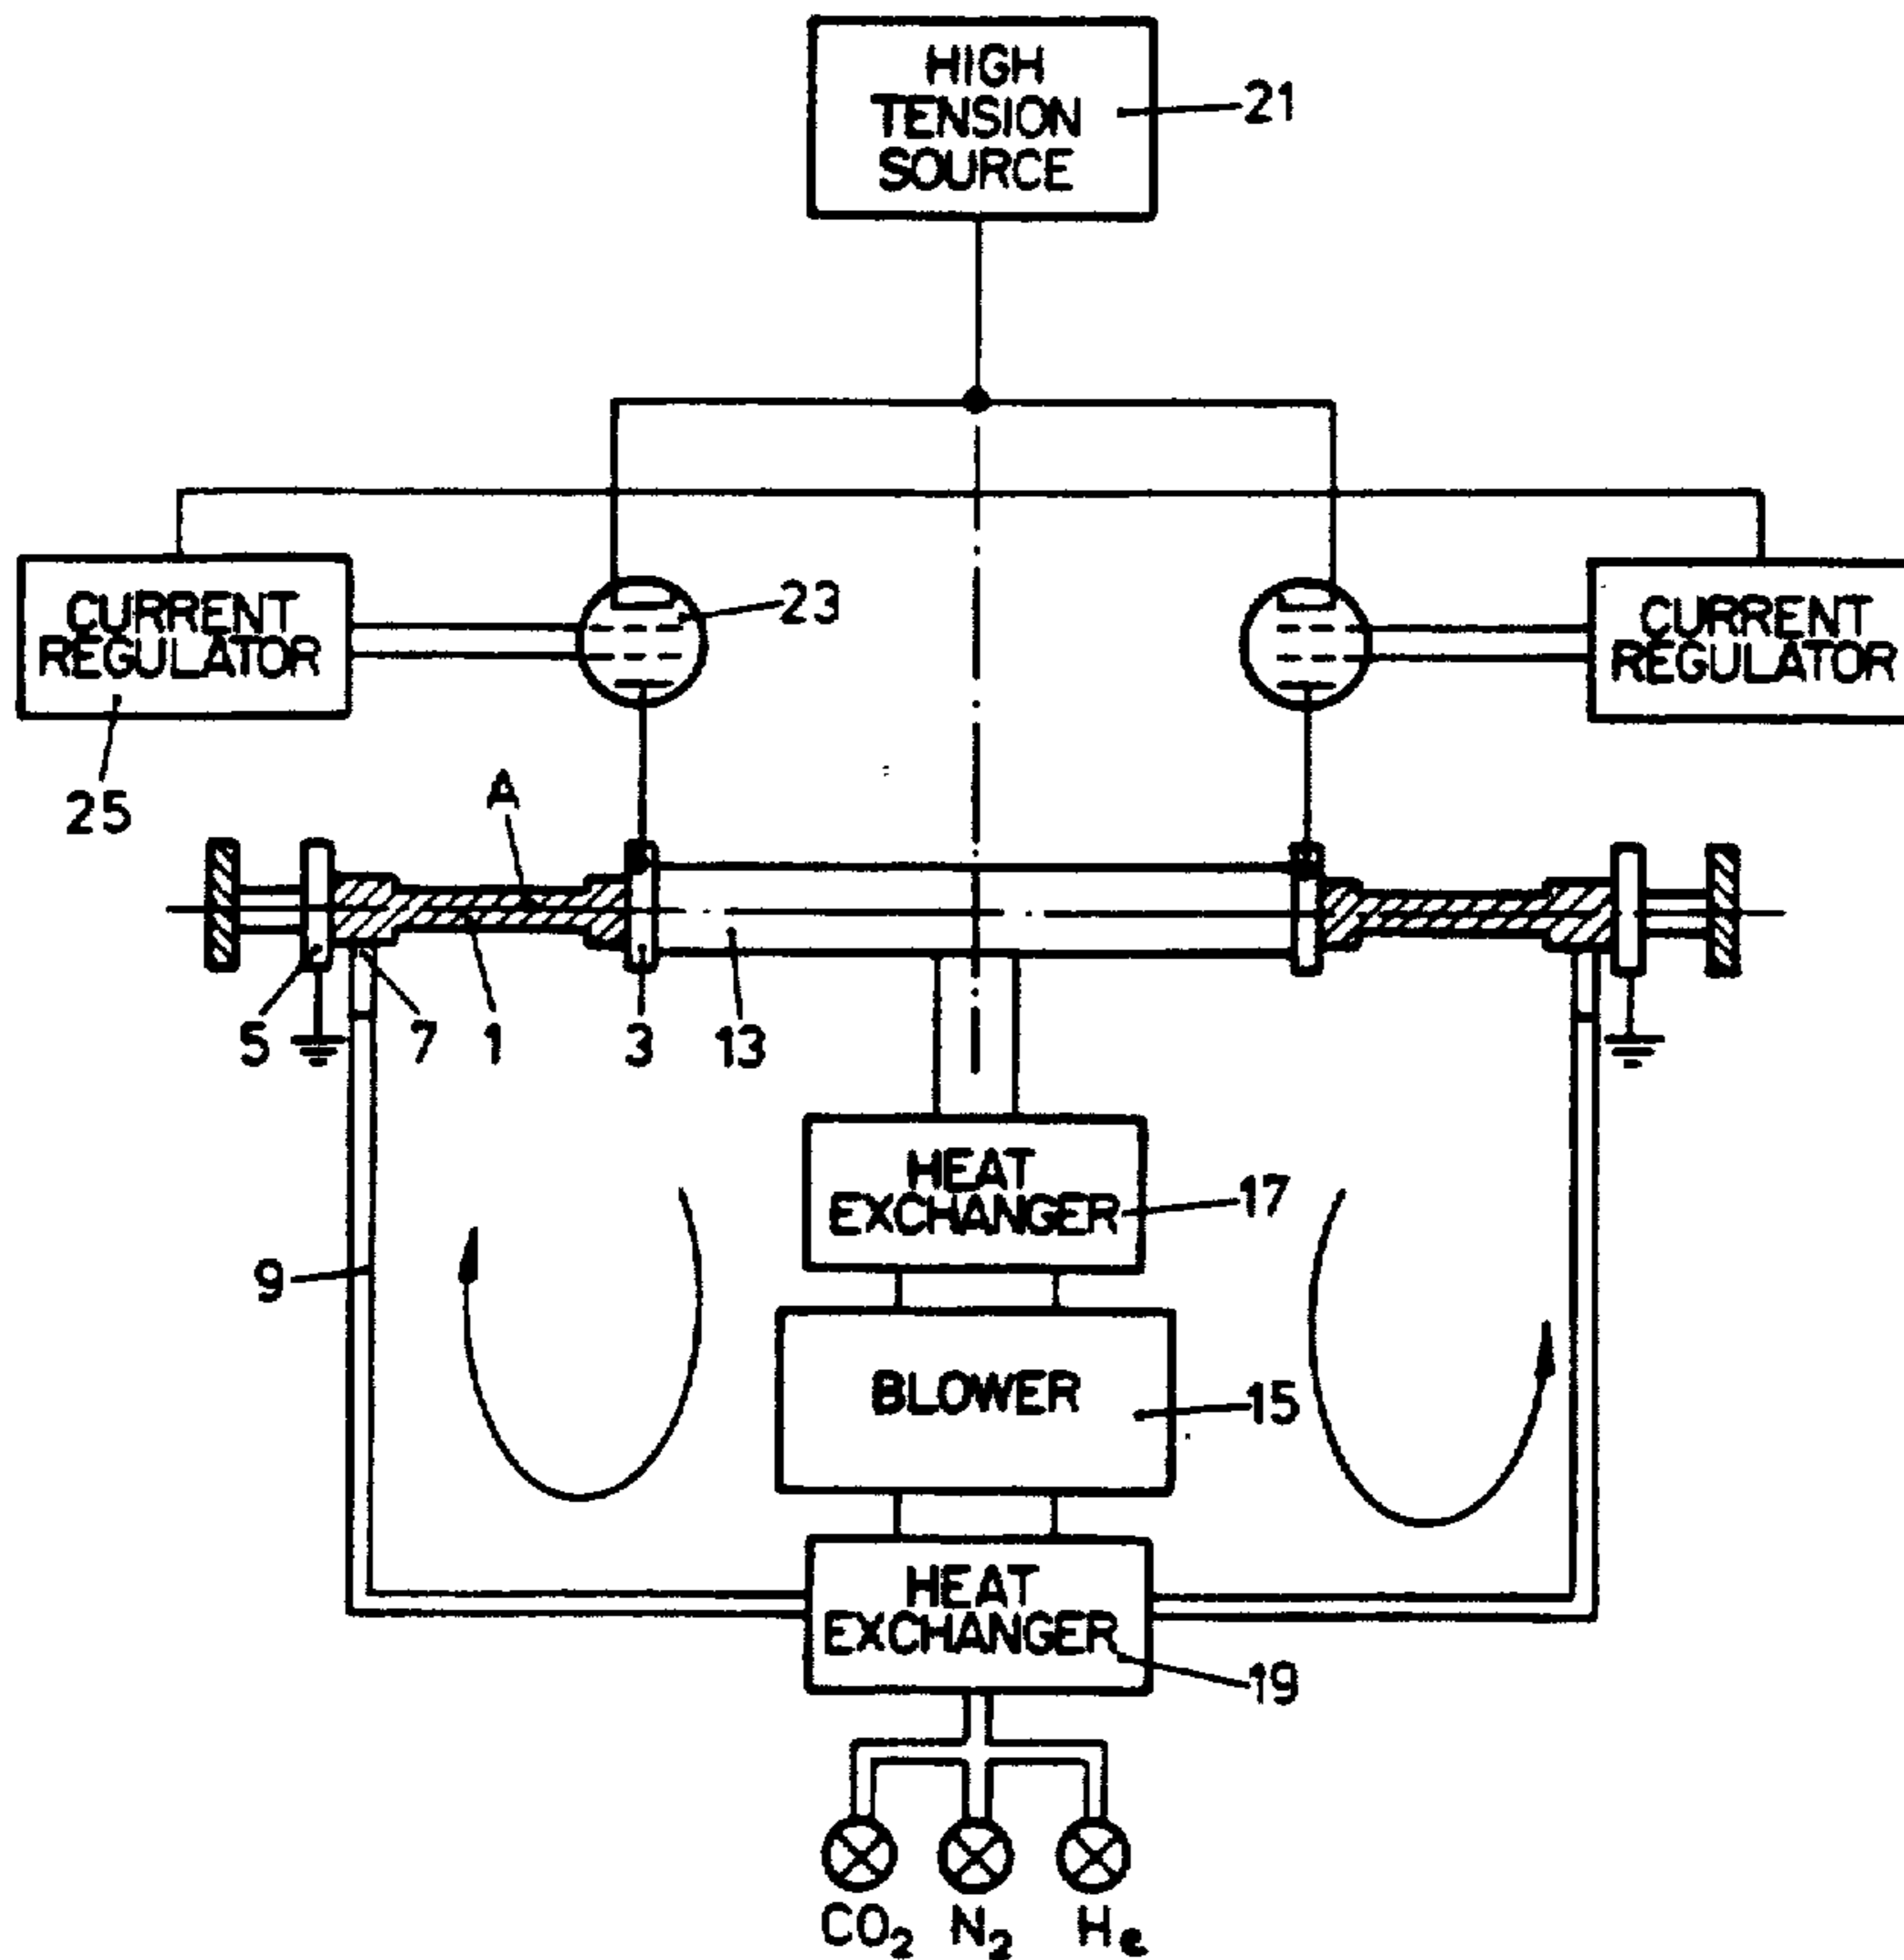 HIGH
TENSION
SOURCE
21
CURRENT
REGULATOR
23
CURRENT
REGULATOR
25
A
5
7
1
3
13
HEAT
EXCHANGER
17
9
BLOWER
15
HEAT
EXCHANGER
19
CO₂ N₂ He